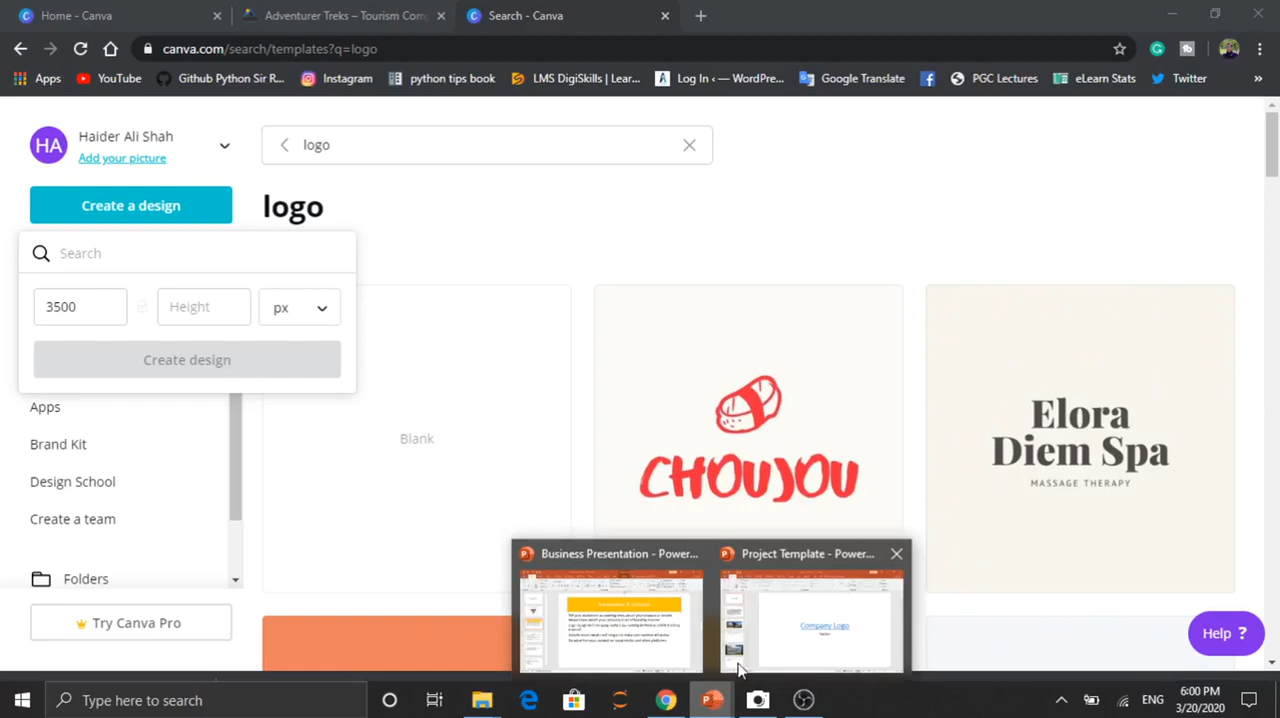 Home - Canva
Adventurer Treks – Tourism Com
Search - Canva
canva.com/search/templates?q=logo
Apps
YouTube
Github Python Sir R...
Instagram
python tips book
LMS DigiSkills | Lear...
Log In ‹ — WordPre...
Google Translate
PGC Lectures
eLearn Stats
Twitter
»
HA
Haider Ali Shah
Add your picture
logo
Create a design
logo
Search
3500
Height
px
Create design
Apps
Brand Kit
Design School
Create a team
Folders
Try Canva Pro
Blank
CHOUJOU
Elora
Diem Spa
MASSAGE THERAPY
Business Presentation - Power...
Project Template - Power...
Company Logo
Help ?
Type here to search
ENG
6:00 PM
3/20/2020